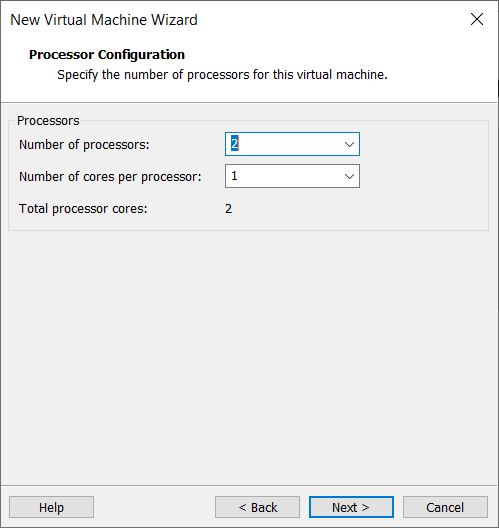 New Virtual Machine Wizard
Processor Configuration
Specify the number of processors for this virtual machine.
Processors
Number of processors: 2
Number of cores per processor: 1
Total processor cores: 2
Help < Back Next > Cancel